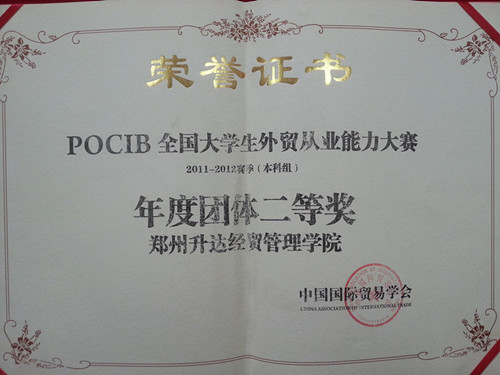 荣誉证书
POCIB 全国大学生外贸从业能力大赛
2011-2012赛季(本科组)
年度团体二等奖
郑州升达经贸管理学院
中国国际贸易学会
CHINA ASSOCIATION OF INTERNATIONAL TRADE